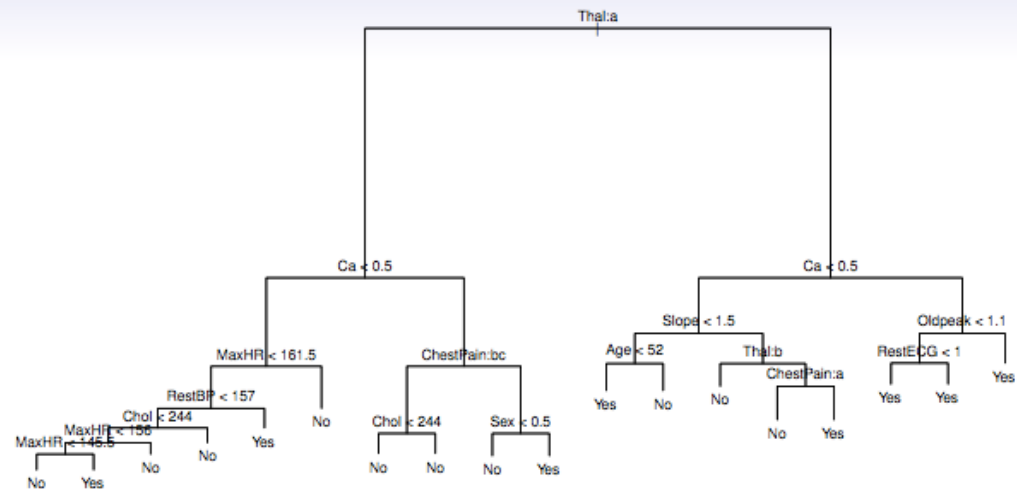 Thal:a
Ca < 0.5
Ca < 0.5
Slope < 1.5
Oldpeak < 1.1
MaxHR < 161.5
ChestPain:bc
Age < 52
Thal:b
RestECG < 1
ChestPain:a
Yes
RestBP < 157
Yes
No
No
Yes
Yes
Chol < 244
No
Chol < 244
Sex < 0.5
No
Yes
MaxHR < 156
MaxHR < 145.5
No
Yes
No
No
No
No
Yes
No
Yes